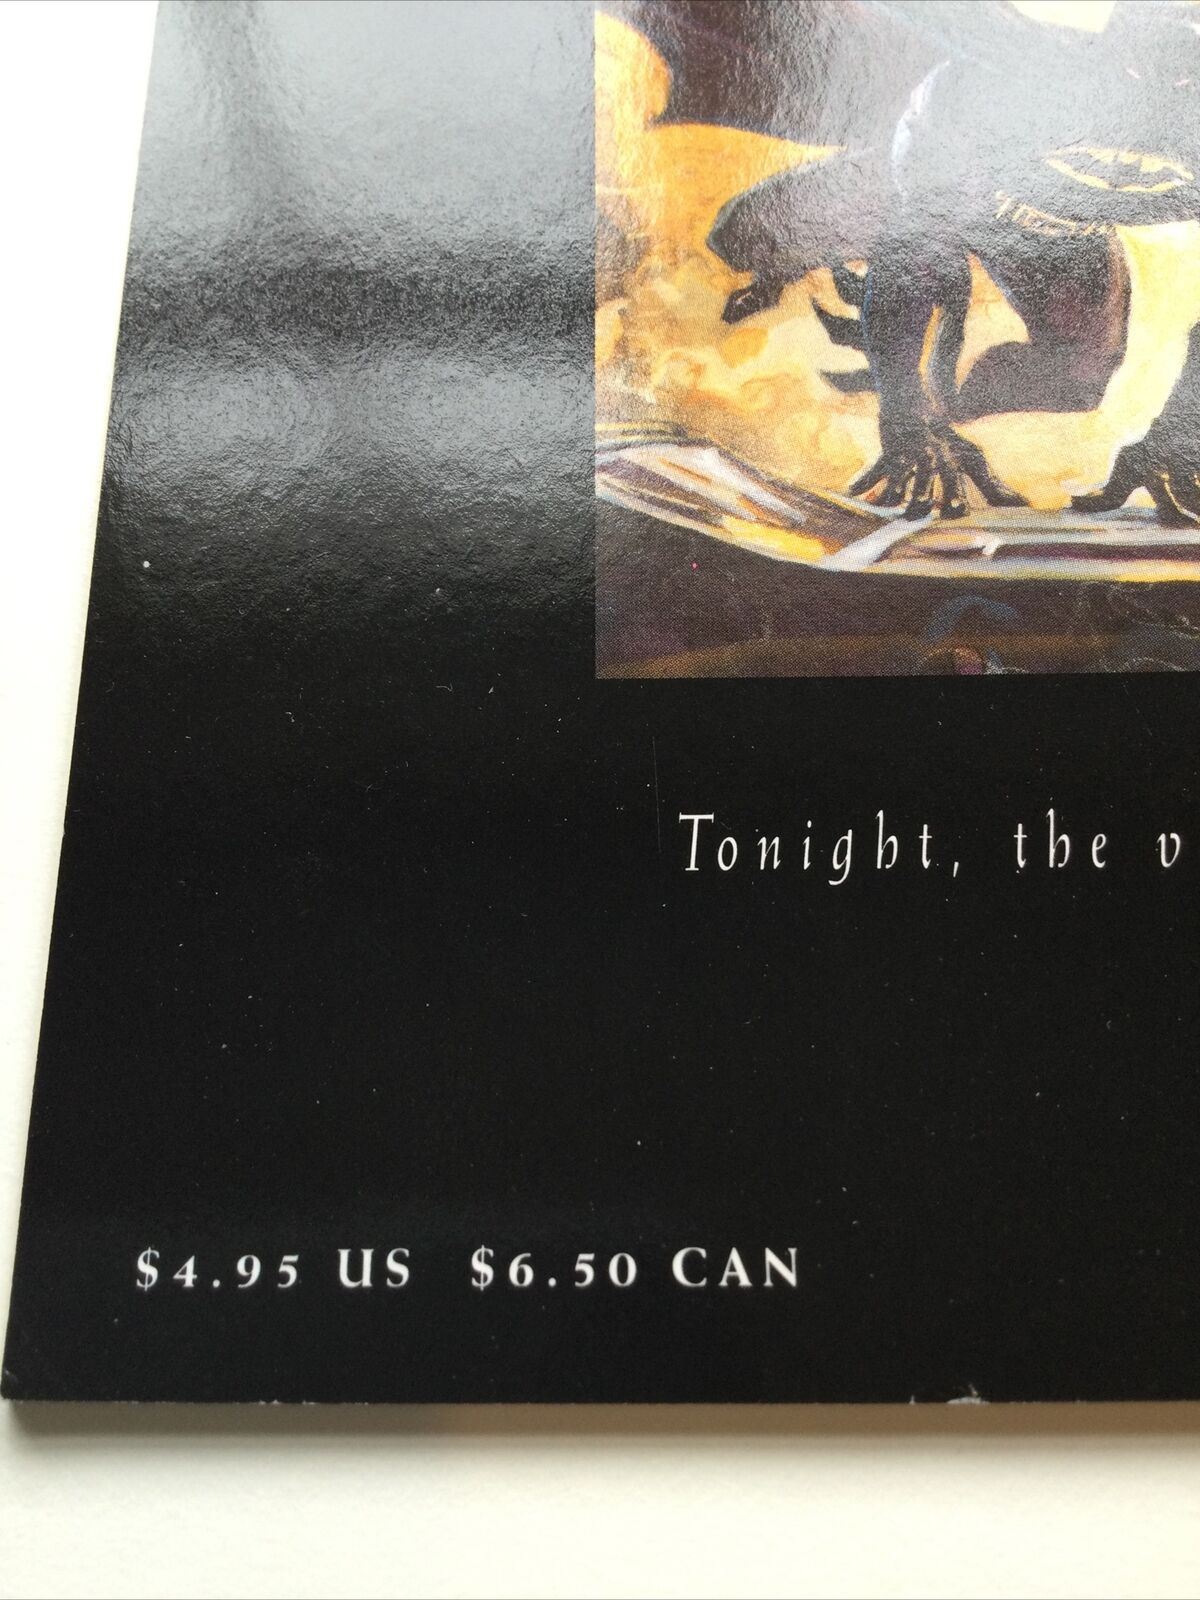 Tonight, the v
$4.95 US $6.50 CAN